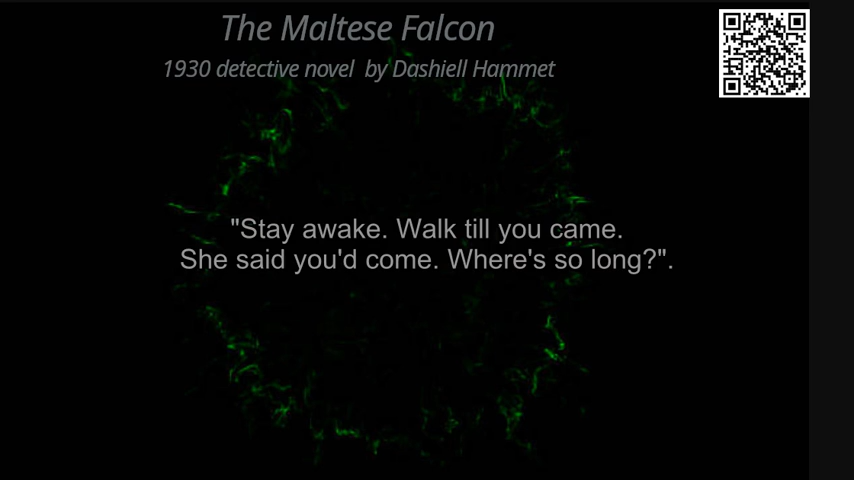 The Maltese Falcon
1930 detective novel by Dashiell Hammet
"Stay awake. Walk till you came.
She said you'd come. Where's so long?".